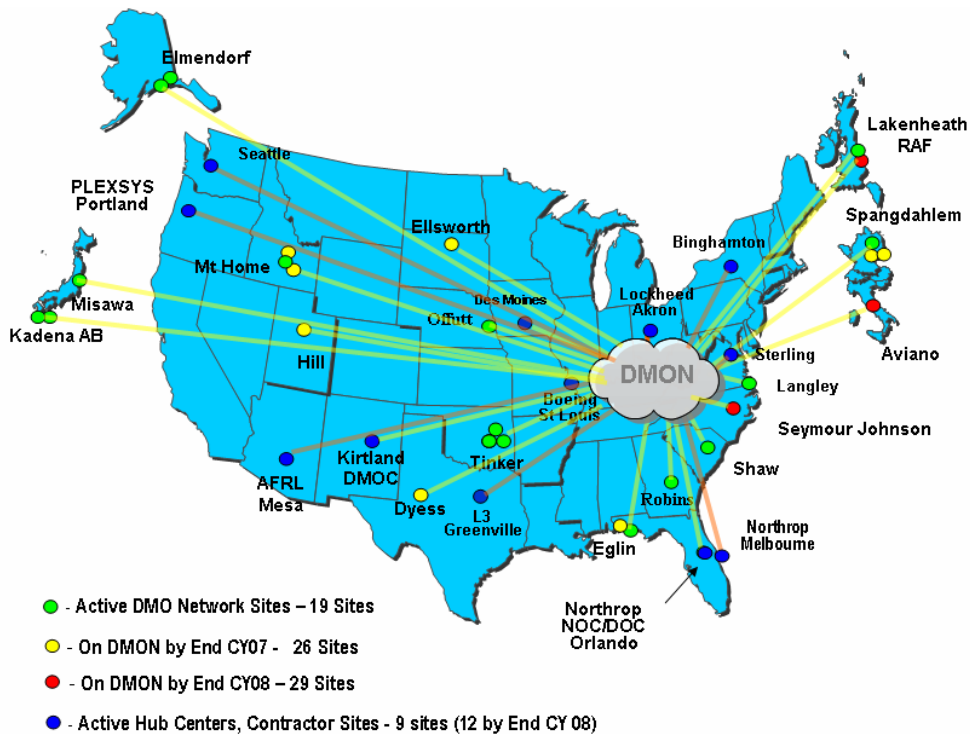 Elmendorf
Lakenheath
RAF
Seattle
PLEXSYS
Portland
Spangdahlem
Ellsworth
Binghamton
Mt Home
Misawa
Des Moines
Lockheed
Akron
Kadena AB
Offutt
Aviano
Sterling
Hill
DMON
Langley
Boeing
St Louis
Seymour Johnson
Kirtland
DMOC
Tinker
AFRL
Mesa
Shaw
Dyess
L3
Greenville
Robins
Eglin
Northrop
Melbourne
Northrop
NOC/DOC
Orlando
- Active DMO Network Sites – 19 Sites
- On DMON by End CY07 - 26 Sites
- On DMON by End CY08 – 29 Sites
- Active Hub Centers, Contractor Sites - 9 sites (12 by End CY 08)